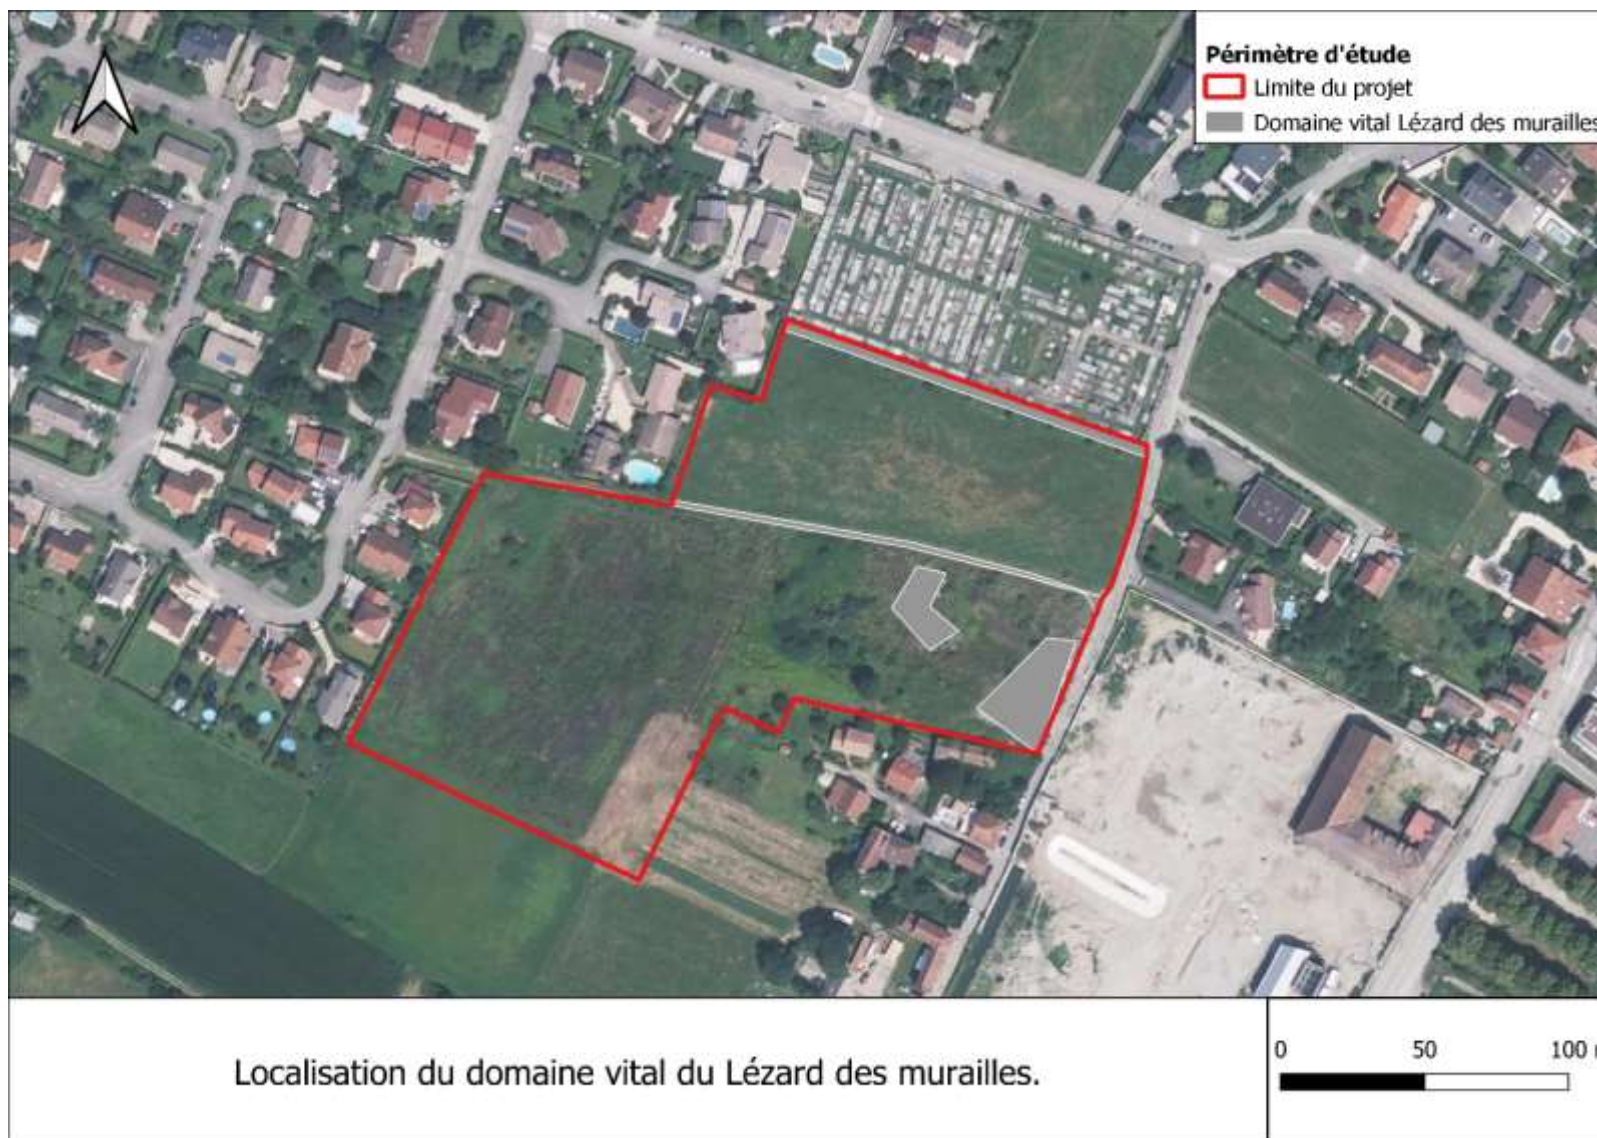 Périmètre d'étude
Limite du projet
Domaine vital Lézard des murailles
Localisation du domaine vital du Lézard des murailles.
0 50 100